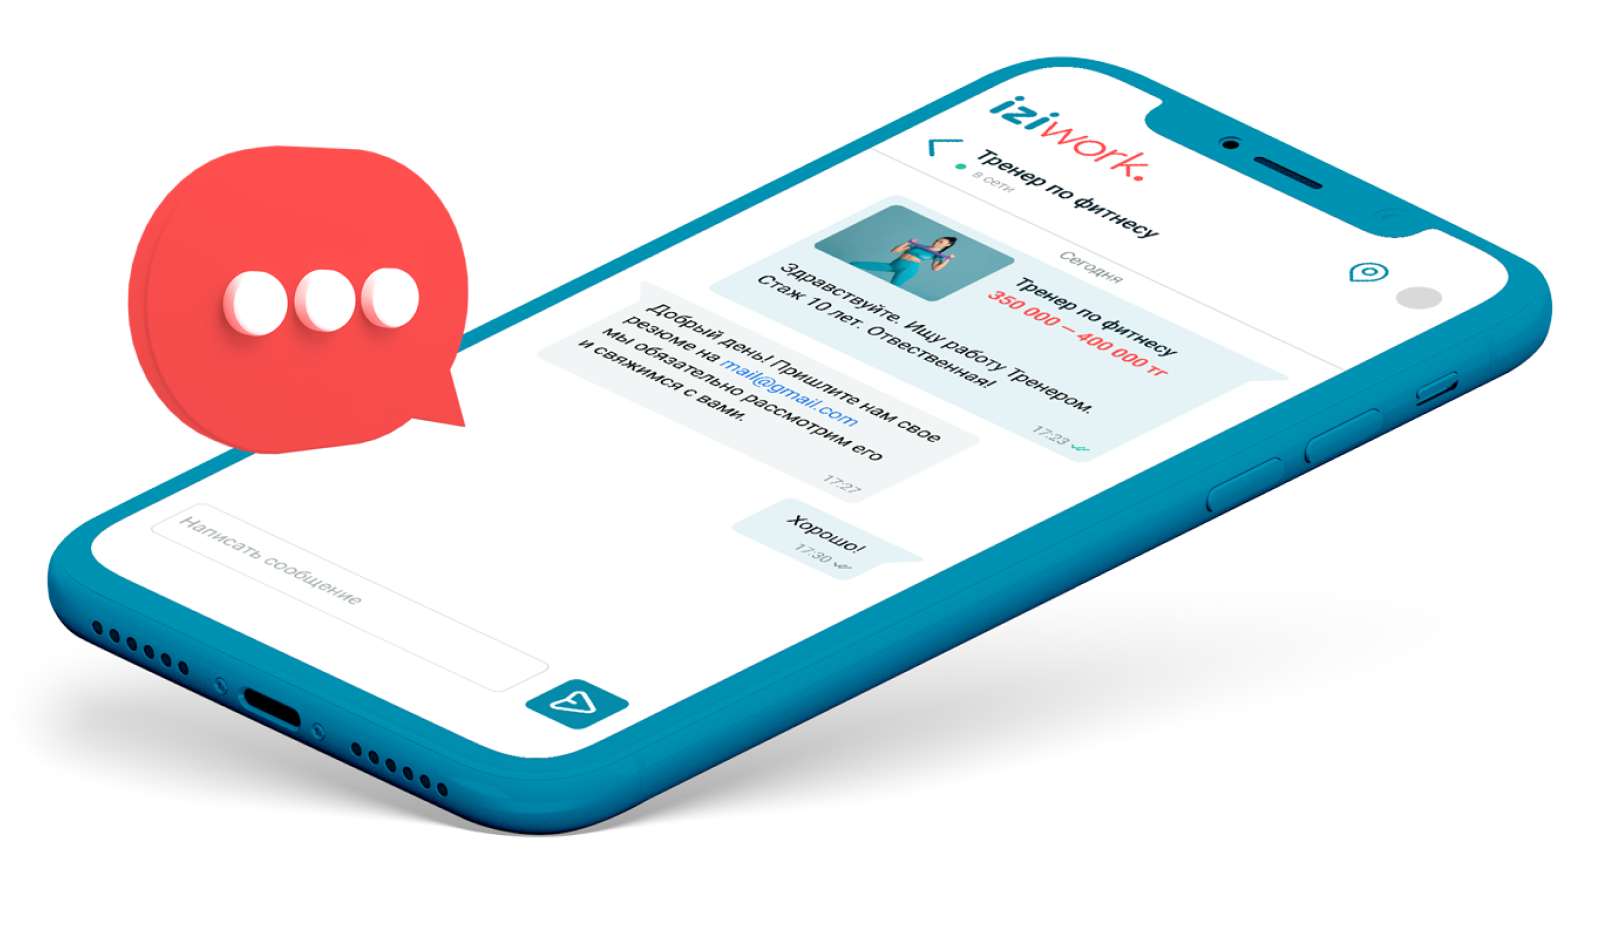 iziwork.
Тренер по фитнесу
в сети
Сегодня
Тренер по фитнесу
350 000 – 400 000 тг
Здравствуйте. Ищу работу Тренером.
Стаж 10 лет. Отвественная!
17:23
Добрый день! Пришлите нам свое
резюме на mail@gmail.com
мы обязательно рассмотрим его
и свяжимся с вами.
17:27
Хорошо!
17:30
Написать сообщение